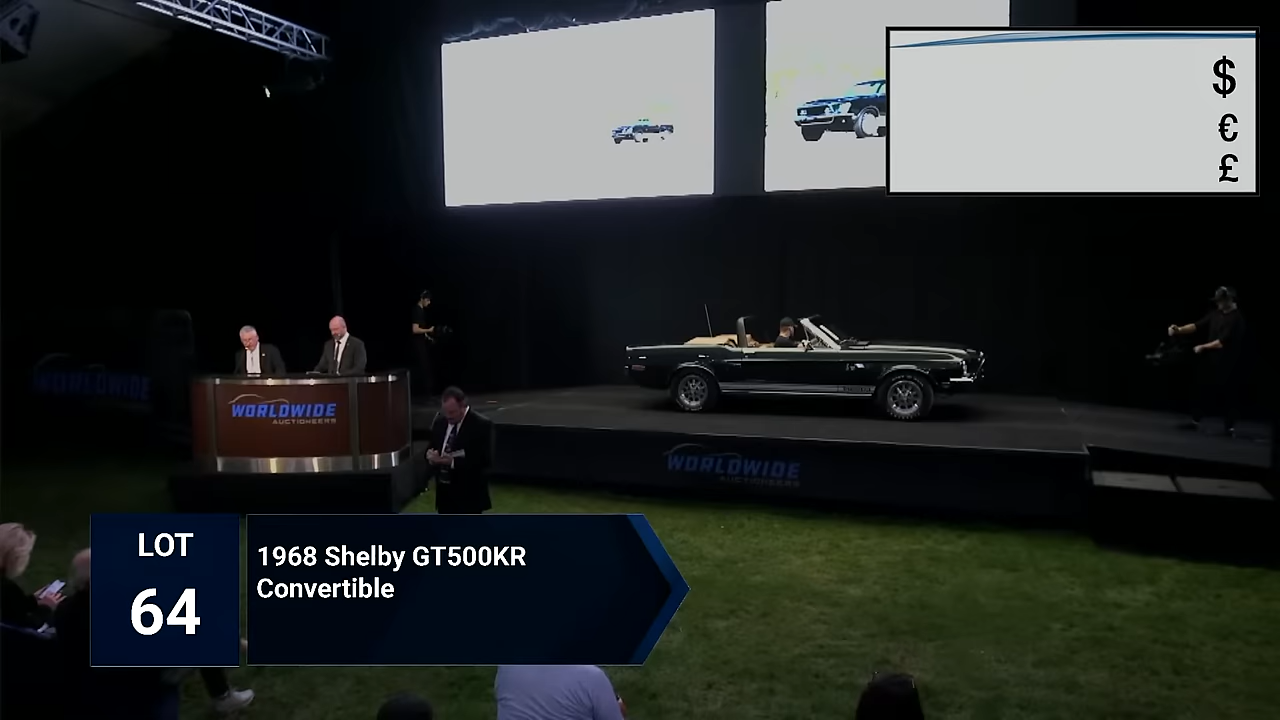 $
€
£
WORLDWIDE
AUCTIONEERS
WORLDWIDE
WORLDWIDE
AUCTIONEERS
LOT
64
1968 Shelby GT500KR
Convertible